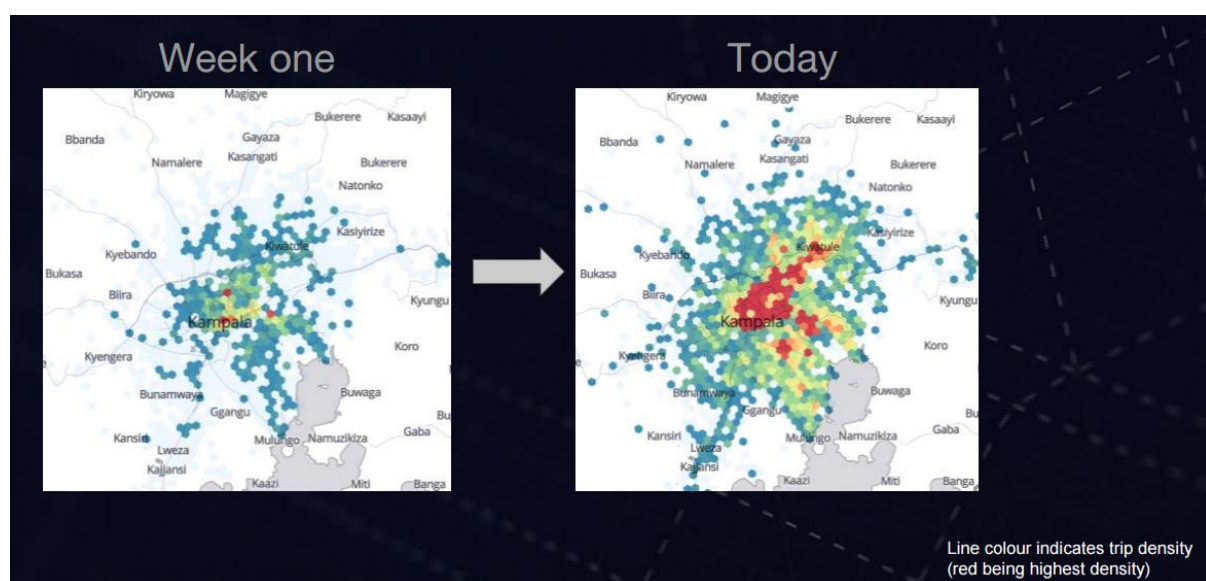 Week one
Today
Kiryowa
Magigye
Bukerere
Kasaayi
Bbanda
Gayaza
Namalere
Kasangati
Bukerere
Natonko
Kasiyirize
Kiwatule
Kyebando
Bukasa
Biira
Kyungu
Kampala
Kyengera
Koro
Bunamwaya
Buwaga
Ggangu
Gaba
Kansiri
Mulungo
Namuzikiza
Lweza
Kajjansi
Kaazi
Miti
Banga
Kiryowa
Magigye
Bukerere
Kasaayi
Bbanda
Gayaza
Namalere
Kasangati
Bukerere
Natonko
Kasiyirize
Kiwatule
Kyebando
Bukasa
Biira
Kyungu
Kampala
Kyengera
Koro
Bunamwaya
Buwaga
Ggangu
Bu
Gaba
Kansiri
Mulungo
Namuzikiza
Lweza
Kajjansi
Kaazi
Miti
Banga
Line colour indicates trip density
(red being highest density)